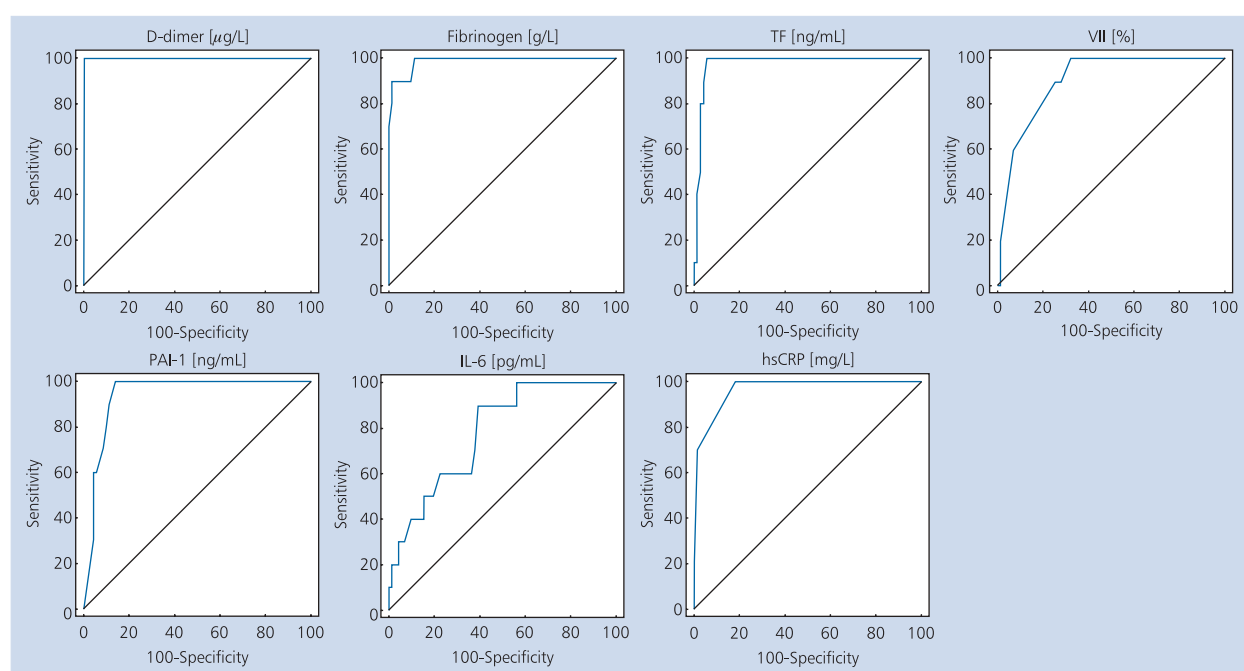 D-dimer [μg/L]
100
80
60
40
20
0
Sensitivity
0 20 40 60 80 100
100-Specificity
Fibrinogen [g/L]
100
80
60
40
20
0
Sensitivity
0 20 40 60 80 100
100-Specificity
TF [ng/mL]
100
80
60
40
20
0
Sensitivity
0 20 40 60 80 100
100-Specificity
VII [%]
100
80
60
40
20
0
Sensitivity
0 20 40 60 80 100
100-Specificity
PAI-1 [ng/mL]
100
80
60
40
20
0
Sensitivity
0 20 40 60 80 100
100-Specificity
IL-6 [pg/mL]
100
80
60
40
20
0
Sensitivity
0 20 40 60 80 100
100-Specificity
hsCRP [mg/L]
100
80
60
40
20
0
Sensitivity
0 20 40 60 80 100
100-Specificity